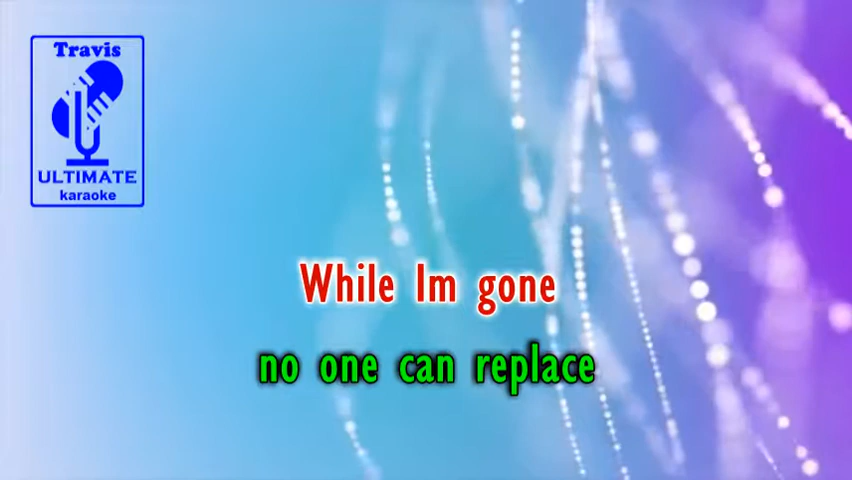 Travis
ULTIMATE
karaoke
While Im gone
no one can replace